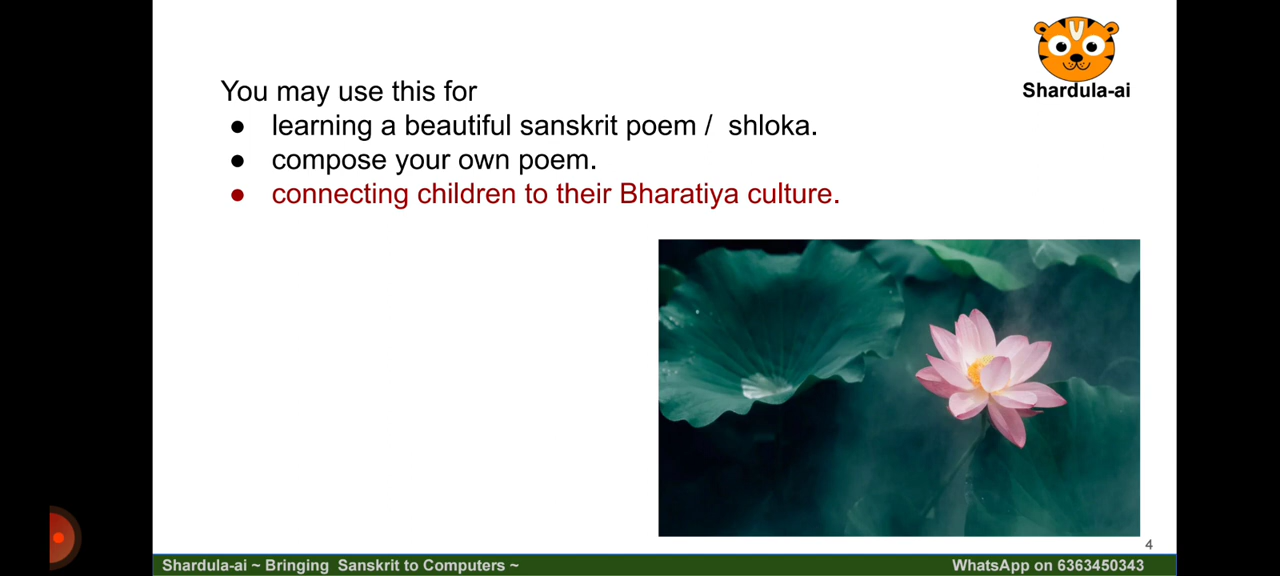 Shardula-ai
You may use this for
● learning a beautiful sanskrit poem / shloka.
● compose your own poem.
● connecting children to their Bharatiya culture.
4
Shardula-ai ~ Bringing Sanskrit to Computers ~
WhatsApp on 6363450343